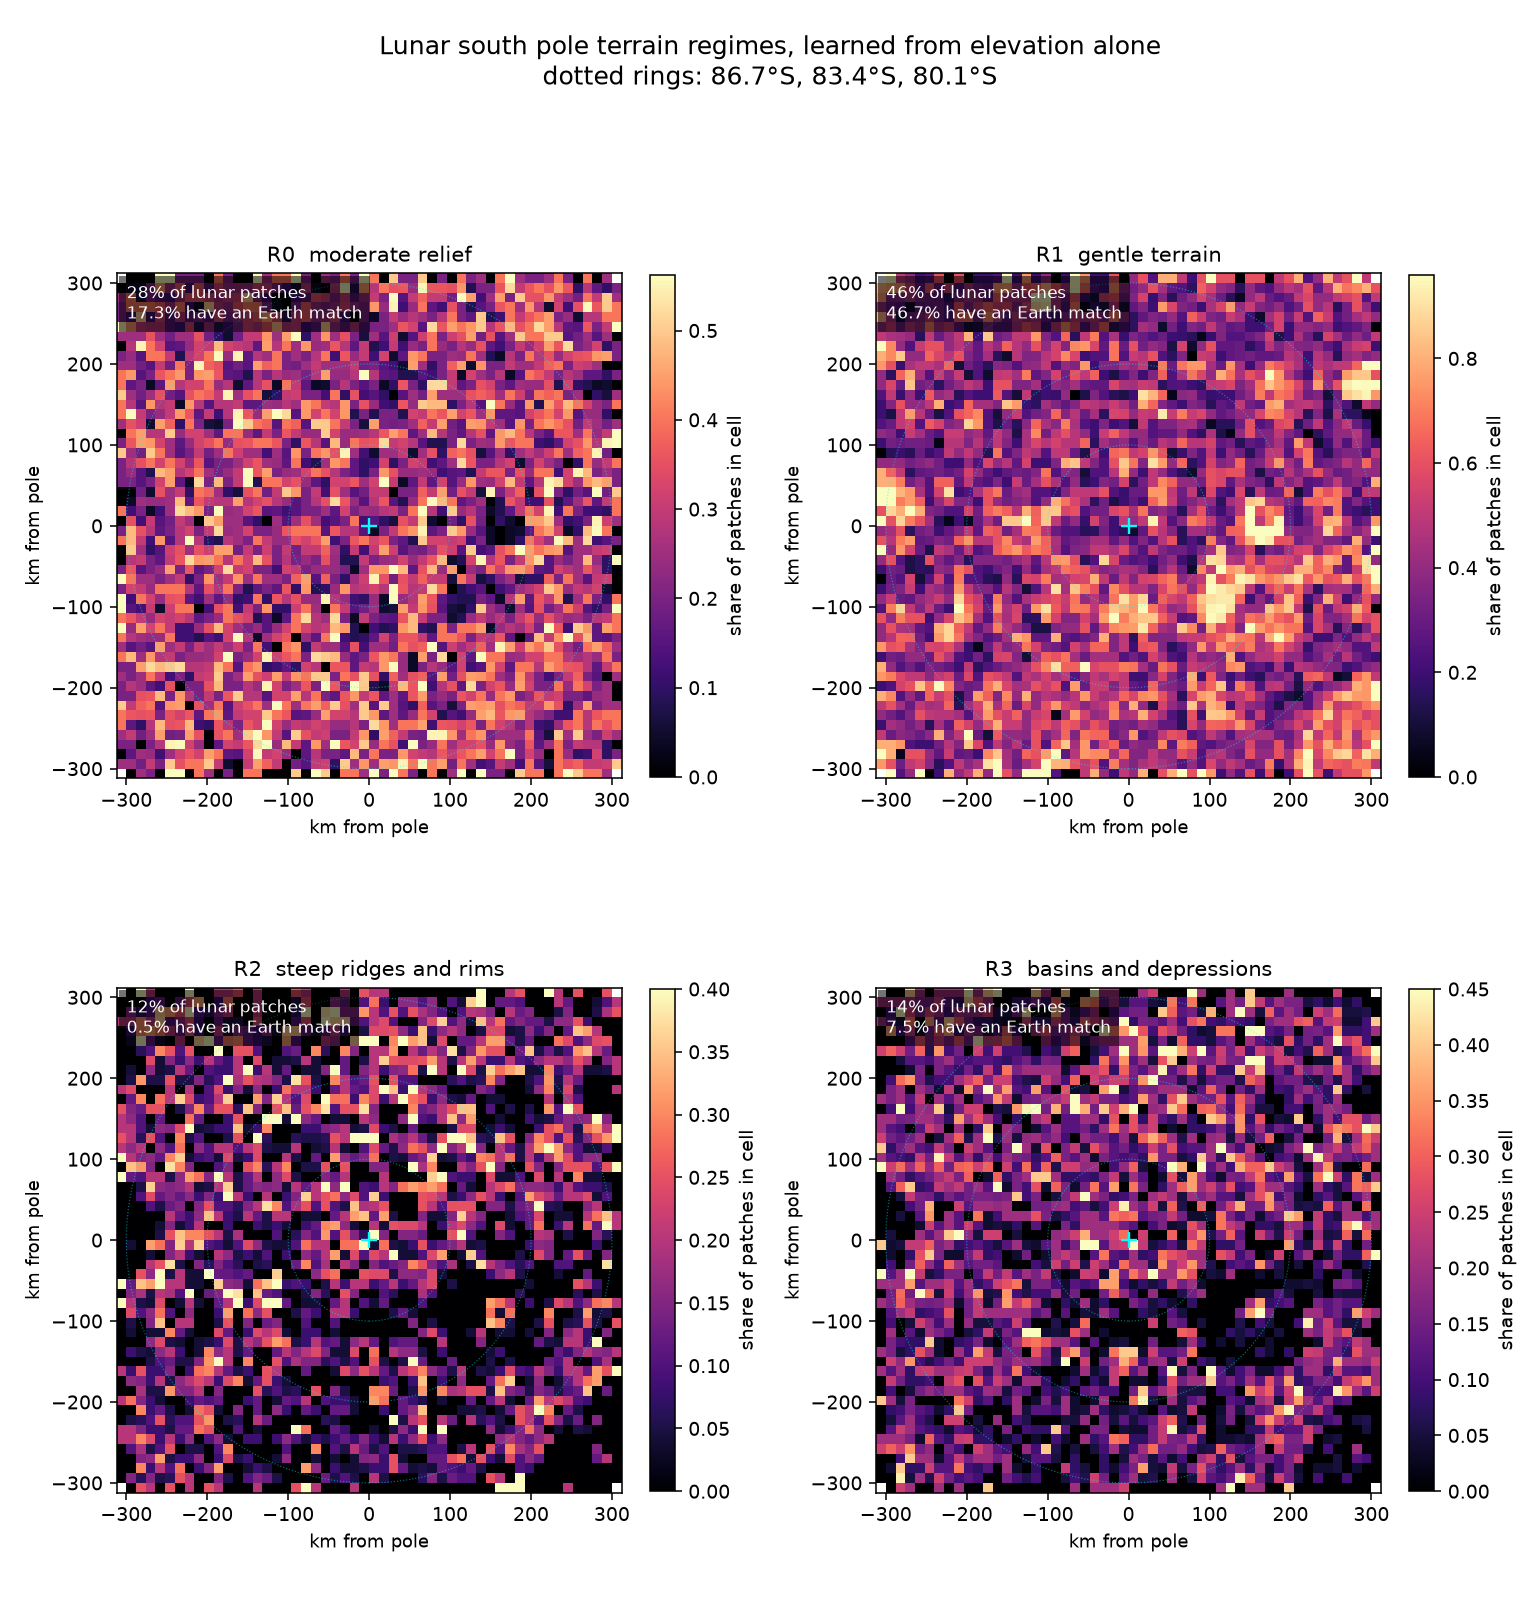 Lunar south pole terrain regimes, learned from elevation alone
dotted rings: 86.7°S, 83.4°S, 80.1°S
R0  moderate relief
28% of lunar patches
17.3% have an Earth match
300
200
100
0
−100
−200
−300
km from pole
−300 −200 −100 0 100 200 300
km from pole
0.5
0.4
0.3
0.2
0.1
0.0
share of patches in cell
R1  gentle terrain
46% of lunar patches
46.7% have an Earth match
300
200
100
0
−100
−200
−300
km from pole
−300 −200 −100 0 100 200 300
km from pole
0.8
0.6
0.4
0.2
0.0
share of patches in cell
R2  steep ridges and rims
12% of lunar patches
0.5% have an Earth match
300
200
100
0
−100
−200
−300
km from pole
−300 −200 −100 0 100 200 300
km from pole
0.40
0.35
0.30
0.25
0.20
0.15
0.10
0.05
0.00
share of patches in cell
R3  basins and depressions
14% of lunar patches
7.5% have an Earth match
300
200
100
0
−100
−200
−300
km from pole
−300 −200 −100 0 100 200 300
km from pole
0.45
0.40
0.35
0.30
0.25
0.20
0.15
0.10
0.05
0.00
share of patches in cell